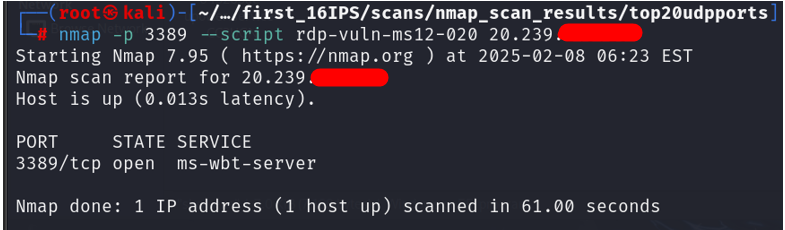 ┌──(root㉿kali)-[~/…/first_16IPS/scans/nmap_scan_results/top20udpports]
└─# nmap -p 3389 --script rdp-vuln-ms12-020 20.239.
Starting Nmap 7.95 ( https://nmap.org ) at 2025-02-08 06:23 EST
Nmap scan report for 20.239.
Host is up (0.013s latency).
PORT     STATE SERVICE
3389/tcp open  ms-wbt-server
Nmap done: 1 IP address (1 host up) scanned in 61.00 seconds